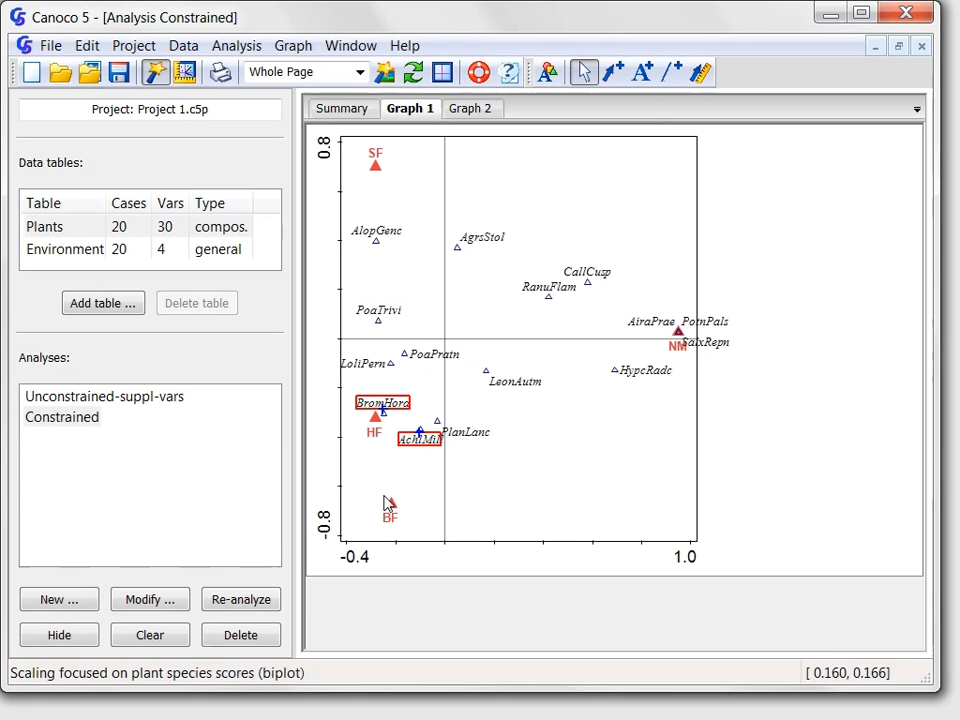 Canoco 5 - [Analysis Constrained]
File Edit Project Data Analysis Graph Window Help
Whole Page
Project: Project 1.c5p
Data tables:
Table Cases Vars Type
Plants 20 30 compos.
Environment 20 4 general
Add table ... Delete table
Analyses:
Unconstrained-suppl-vars
Constrained
New ... Modify ... Re-analyze
Hide Clear Delete
Summary Graph 1 Graph 2
0.8
SF
AlopGenc AgrsStol
CallCusp
RanuFlam
PoaTrivi
AiraPrae PotnPals
NM SalxRepn
LoliPern PoaPratn
HypcRadc
LeonAutm
BromHord
HF
AchlMill PlanLanc
BF
-0.8
-0.4 1.0
Scaling focused on plant species scores (biplot) [ 0.160, 0.166]